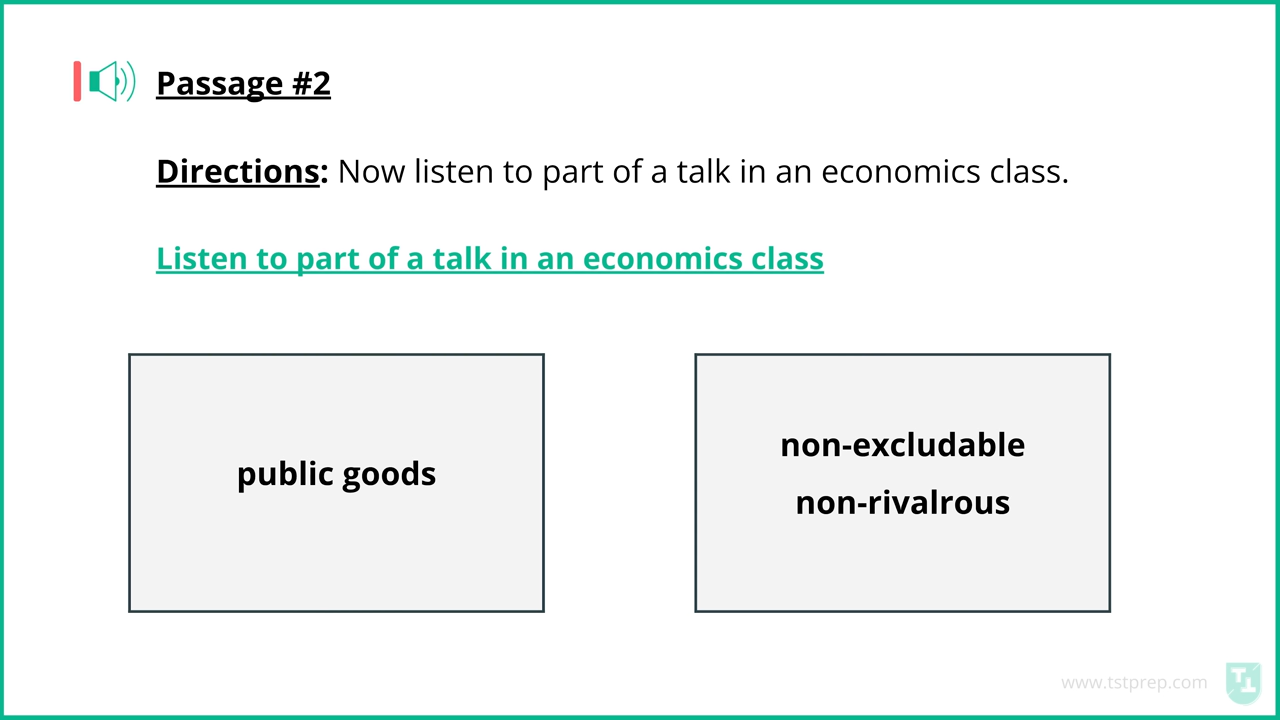 Passage #2
Directions: Now listen to part of a talk in an economics class.
Listen to part of a talk in an economics class
public goods
non-excludable
non-rivalrous
www.tstprep.com